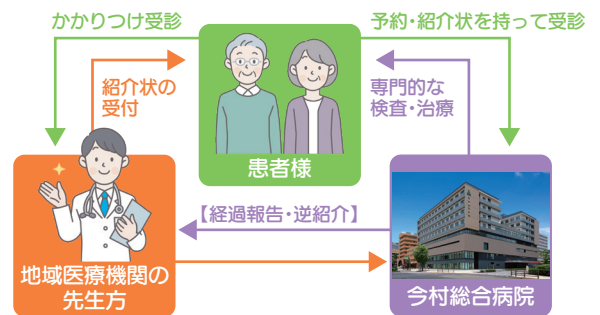 かかりつけ受診
予約・紹介状を持って受診
紹介状の
受付
専門的な
検査・治療
患者様
【経過報告・逆紹介】
地域医療機関の
先生方
今村総合病院